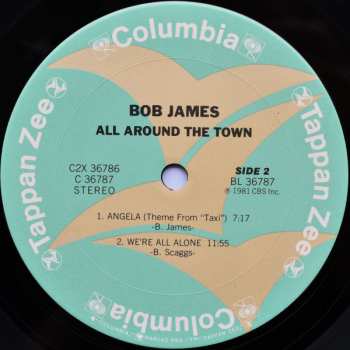 Columbia
Tappan Zee
Tappan Zee
BOB JAMES
ALL AROUND THE TOWN
C2X 36786
C 36787
STEREO
SIDE 2
BL 36787
℗ 1981 CBS Inc.
1. ANGELA (Theme From "Taxi") 7:17
-B. James-
2. WE'RE ALL ALONE 11:55
-B. Scaggs-
Columbia